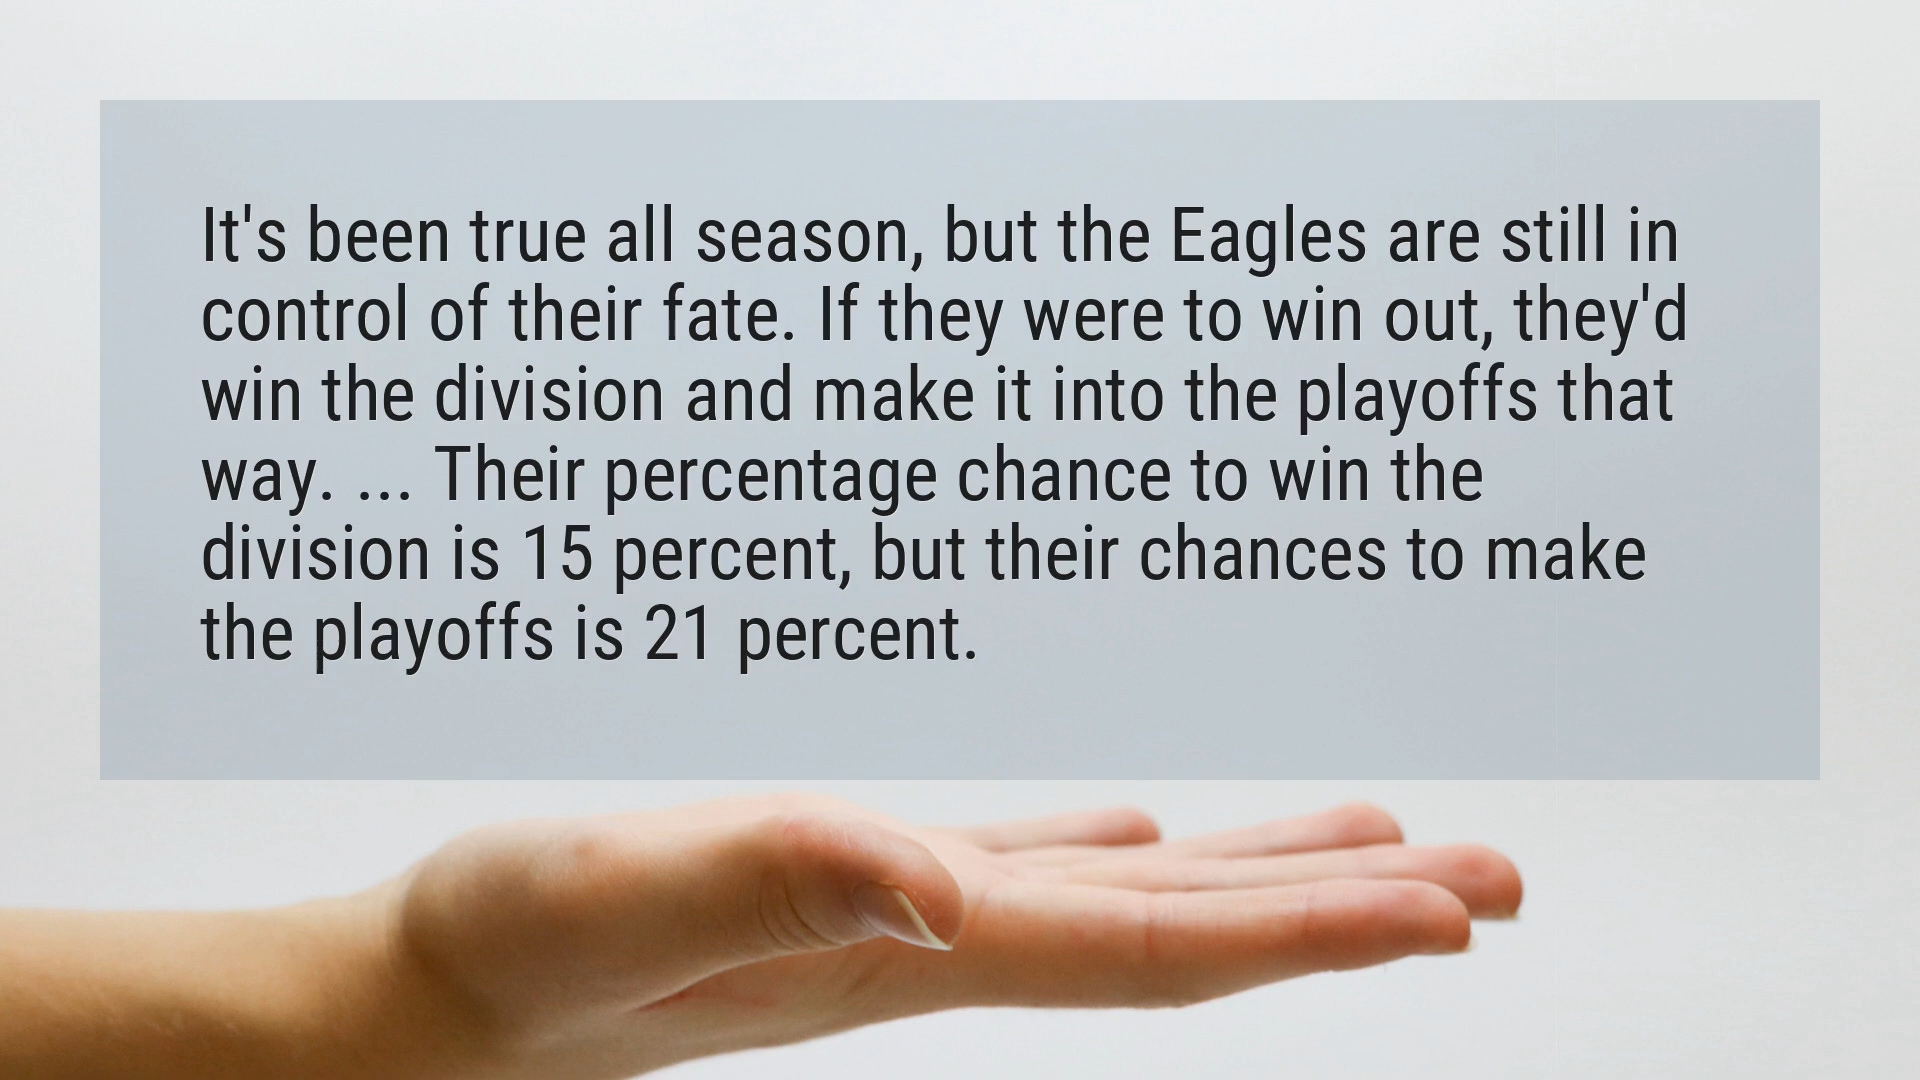 It's been true all season, but the Eagles are still in
control of their fate. If they were to win out, they'd
win the division and make it into the playoffs that
way. ... Their percentage chance to win the
division is 15 percent, but their chances to make
the playoffs is 21 percent.